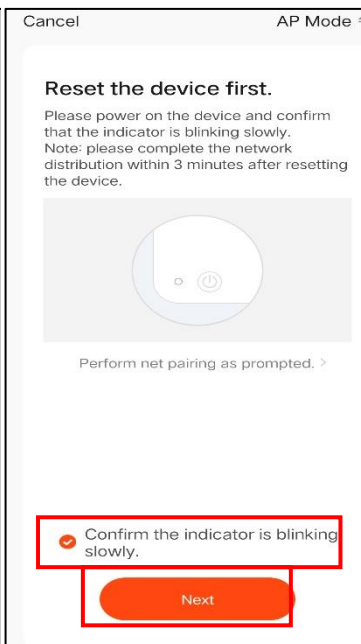 Cancel AP Mode
Reset the device first.
Please power on the device and confirm
that the indicator is blinking slowly.
Note: please complete the network
distribution within 3 minutes after resetting
the device.
Perform net pairing as prompted. >
Confirm the indicator is blinking
slowly.
Next